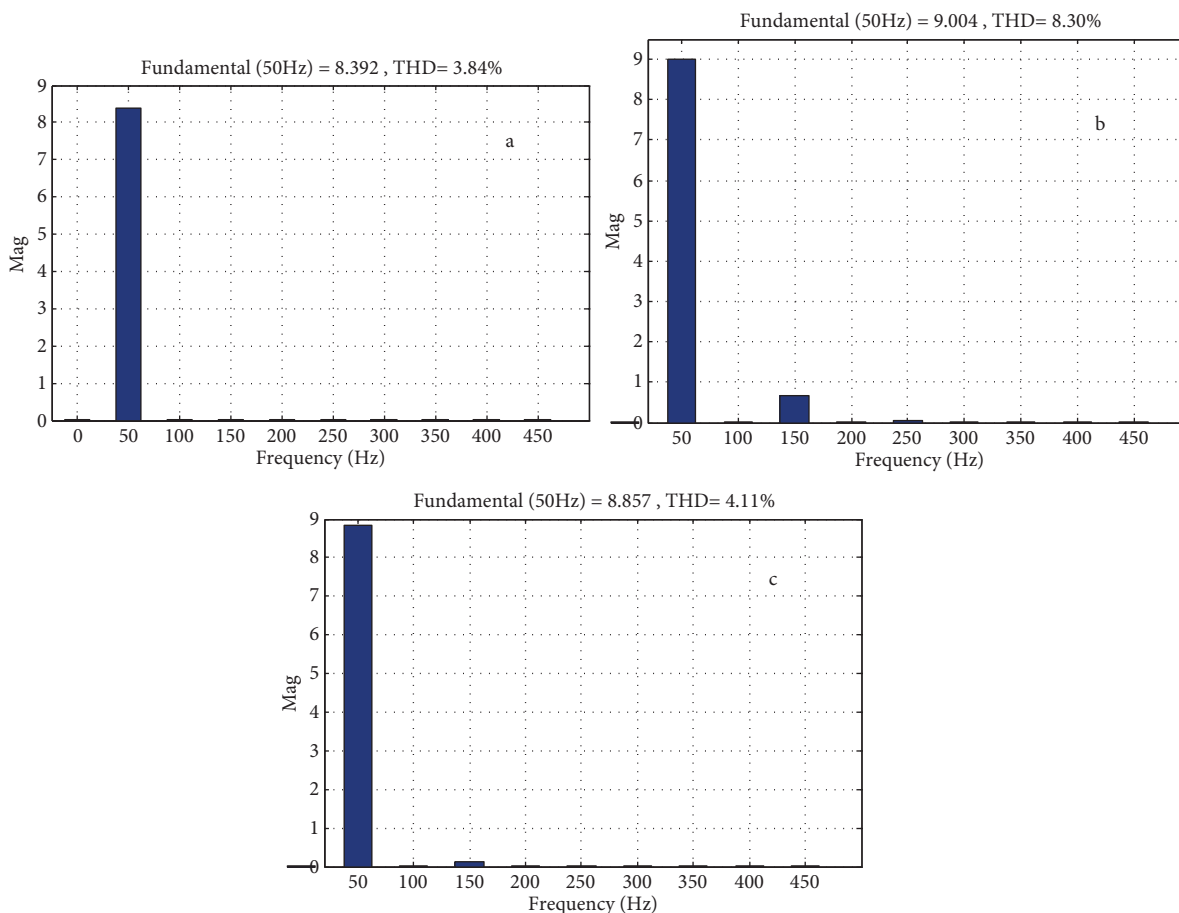 Fundamental (50Hz) = 8.392 , THD= 3.84%
9
8
7
6
5
4
3
2
1
0
Mag
a
0 50 100 150 200 250 300 350 400 450
Frequency (Hz)
Fundamental (50Hz) = 9.004 , THD= 8.30%
9
8
7
6
5
4
3
2
1
0
Mag
b
50 100 150 200 250 300 350 400 450
Frequency (Hz)
Fundamental (50Hz) = 8.857 , THD= 4.11%
9
8
7
6
5
4
3
2
1
0
Mag
c
50 100 150 200 250 300 350 400 450
Frequency (Hz)